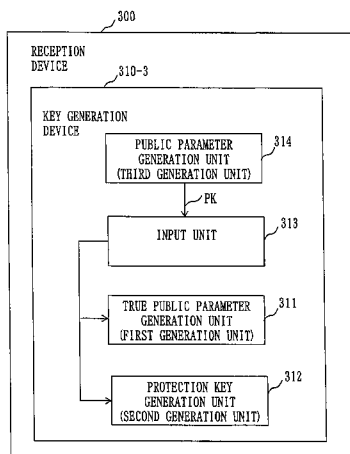 300
RECEPTION
DEVICE
310-3
KEY GENERATION
DEVICE
PUBLIC PARAMETER
GENERATION UNIT
(THIRD GENERATION UNIT)
314
PK
INPUT UNIT
313
TRUE PUBLIC PARAMETER
GENERATION UNIT
(FIRST GENERATION UNIT)
311
PROTECTION KEY
GENERATION UNIT
(SECOND GENERATION UNIT)
312